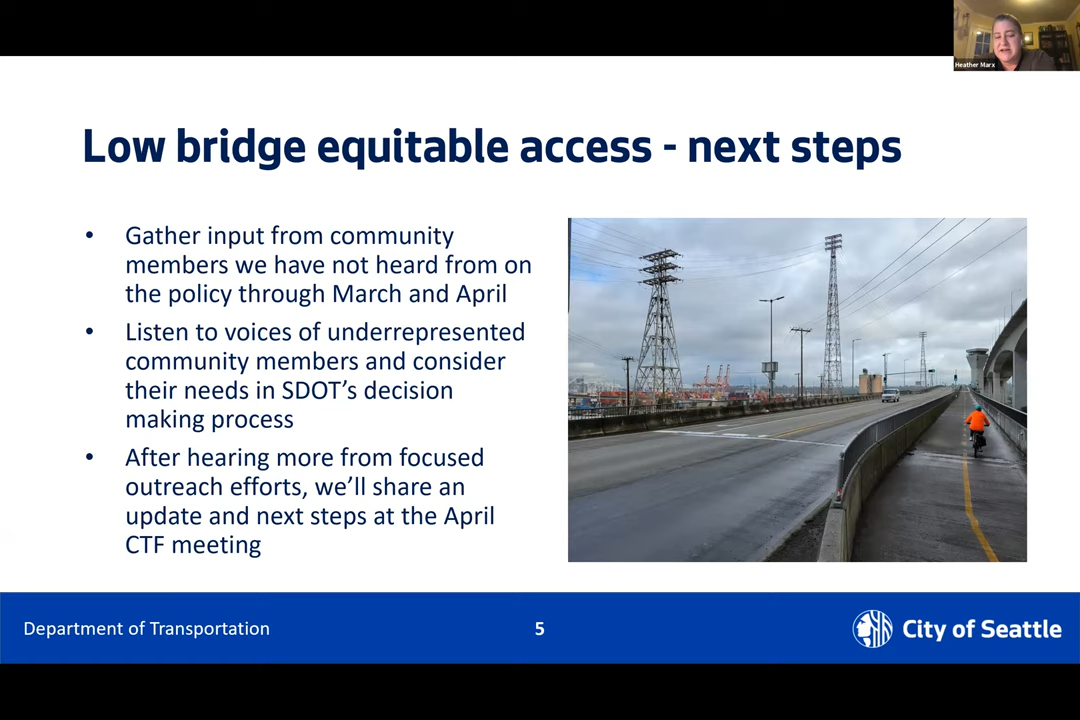 Heather Marx
Low bridge equitable access - next steps
• Gather input from community
members we have not heard from on
the policy through March and April
• Listen to voices of underrepresented
community members and consider
their needs in SDOT's decision
making process
• After hearing more from focused
outreach efforts, we'll share an
update and next steps at the April
CTF meeting
Department of Transportation
5
City of Seattle